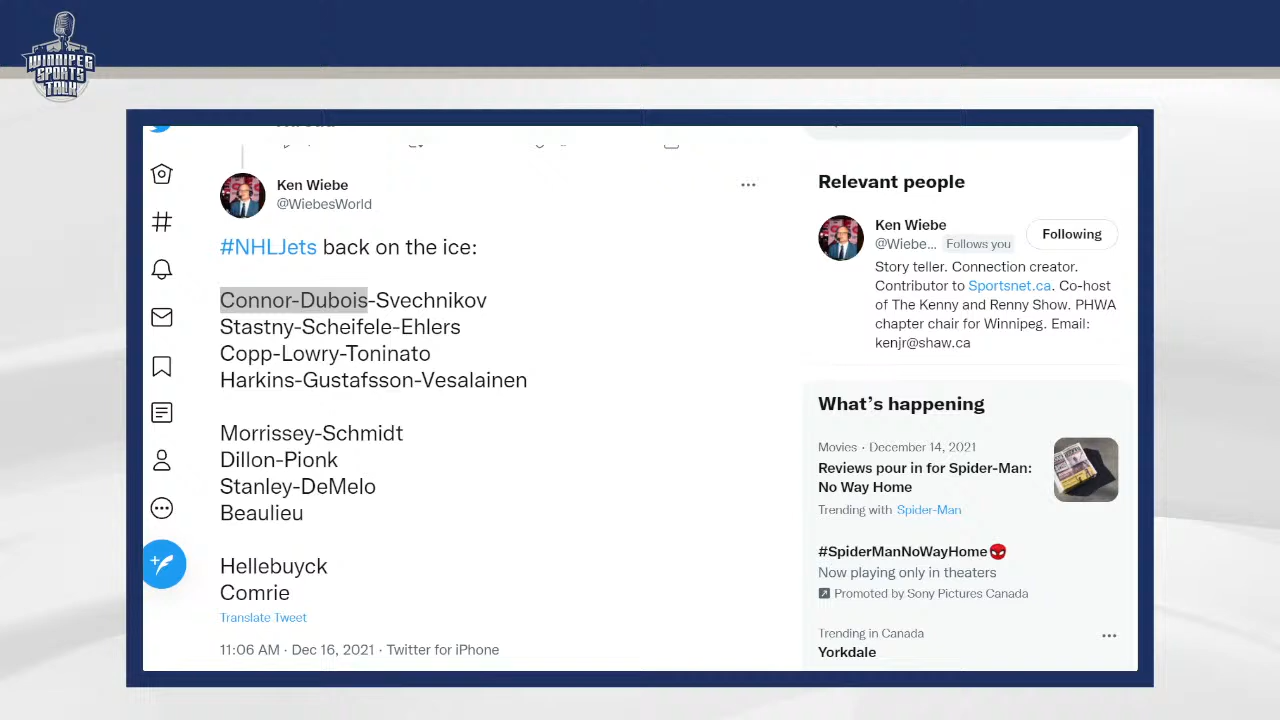 WINNIPEG
SPORTS
TALK
Ken Wiebe
@WiebesWorld
#NHLJets back on the ice:
Connor-Dubois-Svechnikov
Stastny-Scheifele-Ehlers
Copp-Lowry-Toninato
Harkins-Gustafsson-Vesalainen
Morrissey-Schmidt
Dillon-Pionk
Stanley-DeMelo
Beaulieu
Hellebuyck
Comrie
Translate Tweet
11:06 AM · Dec 16, 2021 · Twitter for iPhone
Relevant people
Ken Wiebe
@Wiebe... Follows you
Following
Story teller. Connection creator.
Contributor to Sportsnet.ca. Co-host
of The Kenny and Renny Show. PHWA
chapter chair for Winnipeg. Email:
kenjr@shaw.ca
What's happening
Movies · December 14, 2021
Reviews pour in for Spider-Man:
No Way Home
Trending with Spider-Man
#SpiderManNoWayHome
Now playing only in theaters
Promoted by Sony Pictures Canada
Trending in Canada
Yorkdale